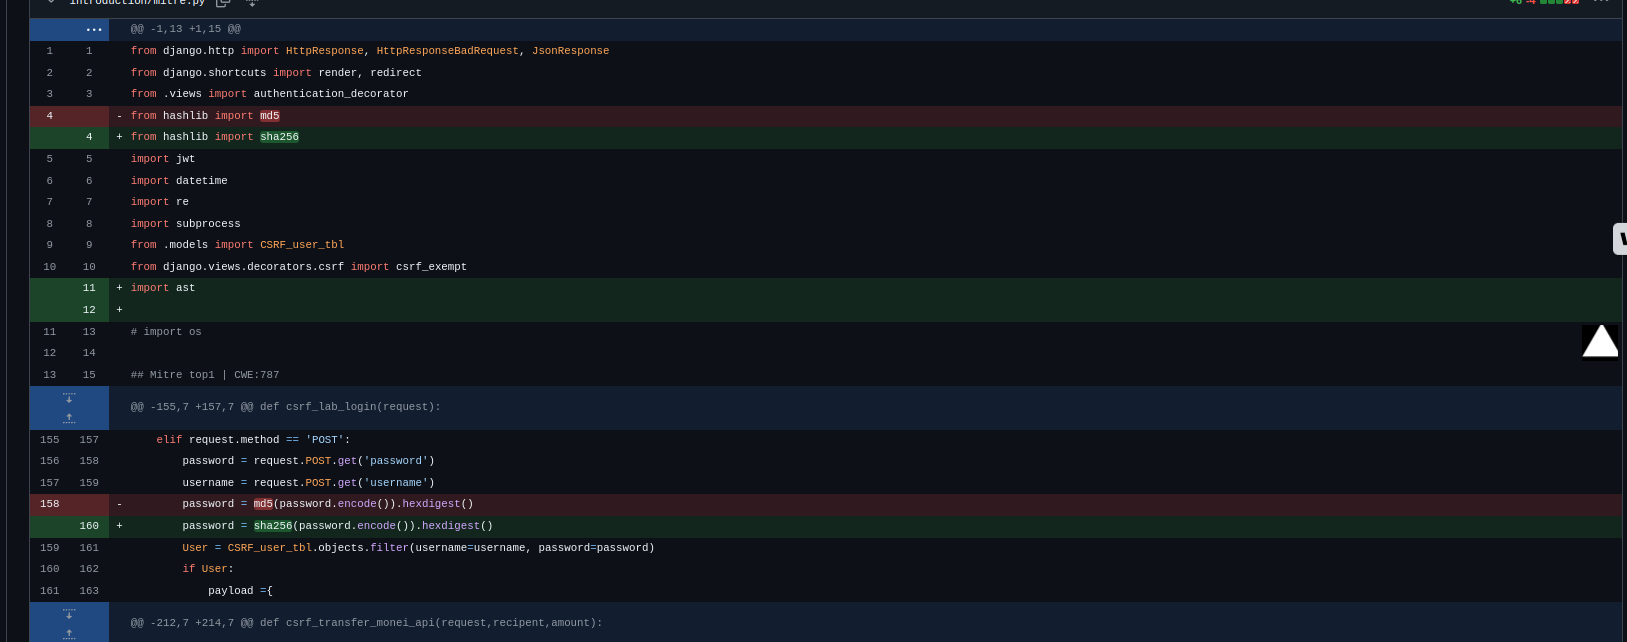 introduction/mitre.py +6 -4
@@ -1,13 +1,15 @@
1 1 from django.http import HttpResponse, HttpResponseBadRequest, JsonResponse
2 2 from django.shortcuts import render, redirect
3 3 from .views import authentication_decorator
4 - from hashlib import md5
4 + from hashlib import sha256
5 5 import jwt
6 6 import datetime
7 7 import re
8 8 import subprocess
9 9 from .models import CSRF_user_tbl
10 10 from django.views.decorators.csrf import csrf_exempt
11 + import ast
12 +
11 13 # import os
12 14
13 15 ## Mitre top1 | CWE:787
@@ -155,7 +157,7 @@ def csrf_lab_login(request):
155 157 elif request.method == 'POST':
156 158 password = request.POST.get('password')
157 159 username = request.POST.get('username')
158 - password = md5(password.encode()).hexdigest()
160 + password = sha256(password.encode()).hexdigest()
159 161 User = CSRF_user_tbl.objects.filter(username=username, password=password)
160 162 if User:
161 163 payload ={
@@ -212,7 +214,7 @@ def csrf_transfer_monei_api(request,recipent,amount):